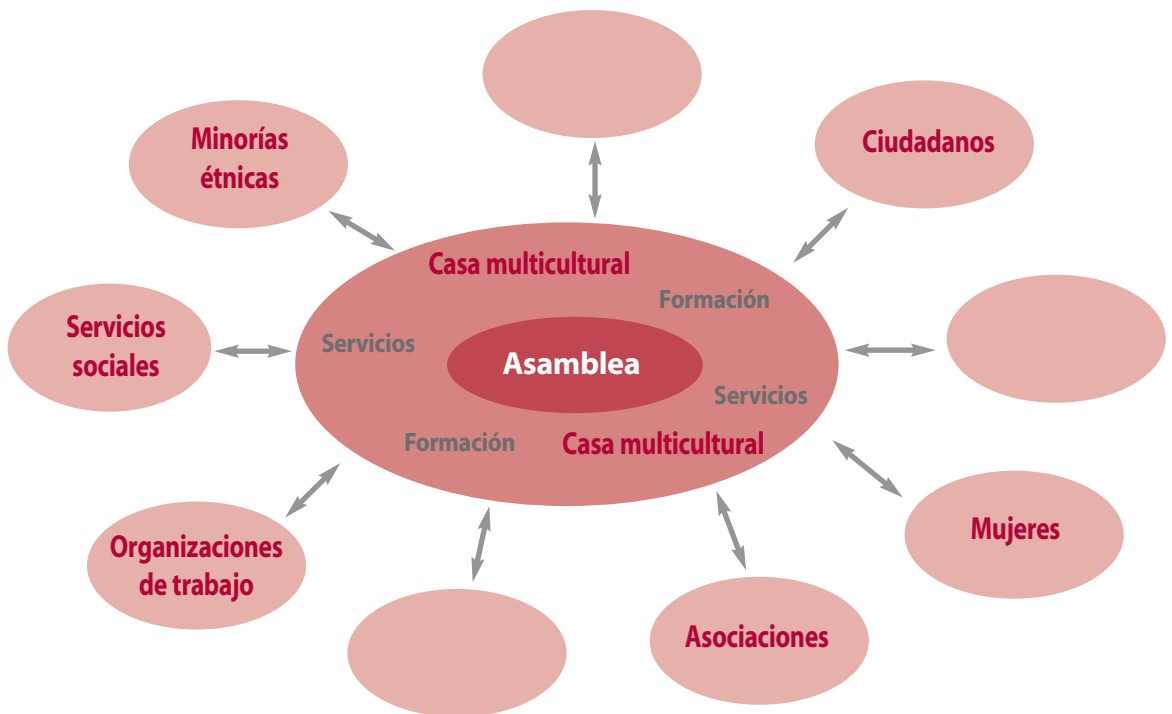 Minorías
étnicas
Ciudadanos
Casa multicultural
Formación
Servicios
sociales
Servicios
Asamblea
Servicios
Formación
Casa multicultural
Organizaciones
de trabajo
Mujeres
Asociaciones